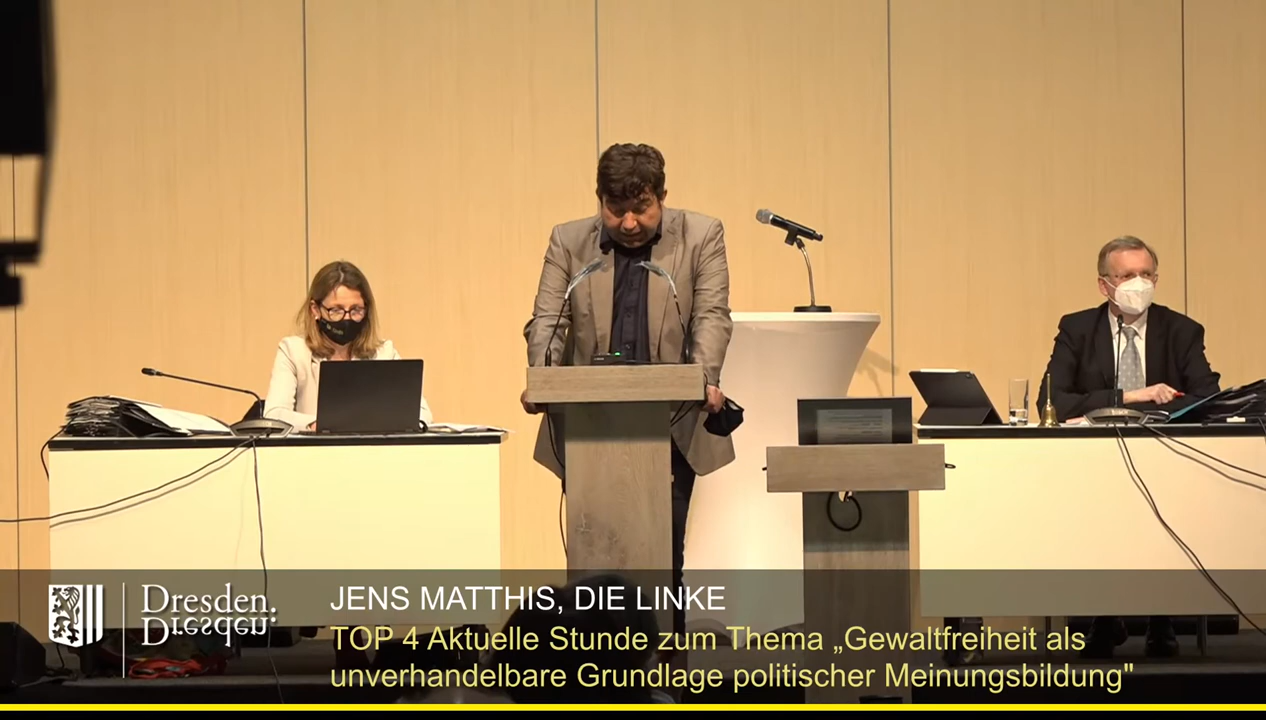 Dresden.
Dresden.
JENS MATTHIS, DIE LINKE
TOP 4 Aktuelle Stunde zum Thema „Gewaltfreiheit als
unverhandelbare Grundlage politischer Meinungsbildung"